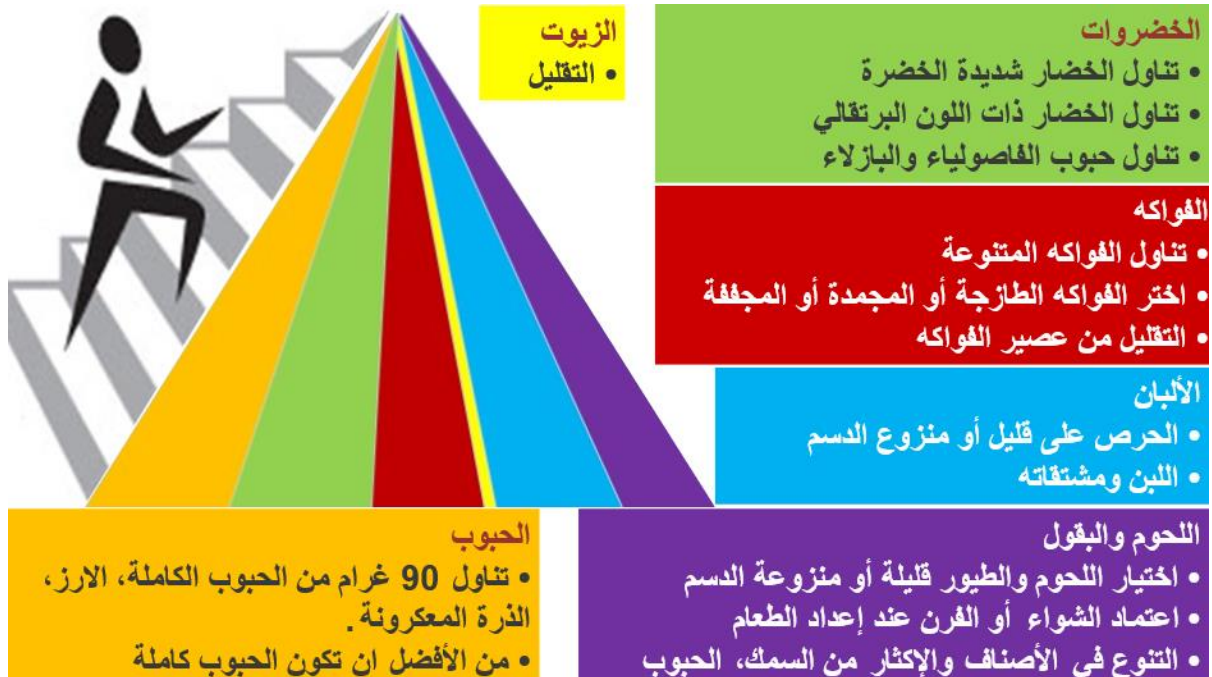 الزيوت
• التقليل
الخضروات
• تناول الخضار شديدة الخضرة
• تناول الخضار ذات اللون البرتقالي
• تناول حبوب الفاصولياء والبازلاء
الفواكه
• تناول الفواكه المتنوعة
• اختر الفواكه الطازجة أو المجمدة أو المجففة
• التقليل من عصير الفواكه
الألبان
• الحرص على قليل أو منزوع الدسم
• اللبن ومشتقاته
اللحوم والبقول
• اختيار اللحوم والطيور قليلة أو منزوعة الدسم
• اعتماد الشواء أو الفرن عند إعداد الطعام
• التنوع في الأصناف والإكثار من السمك، الحبوب
الحبوب
• تناول 90 غرام من الحبوب الكاملة، الارز،
الذرة المعكرونة .
• من الأفضل ان تكون الحبوب كاملة